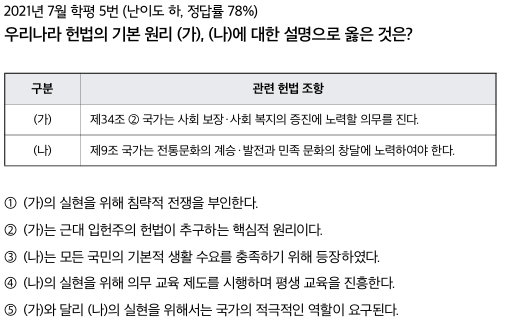 2021년 7월 학평 5번 (난이도 하, 정답률 78%)
우리나라 헌법의 기본 원리 (가), (나)에 대한 설명으로 옳은 것은?
구분 관련 헌법 조항
(가) 제34조 ② 국가는 사회 보장·사회 복지의 증진에 노력할 의무를 진다.
(나) 제9조 국가는 전통문화의 계승·발전과 민족 문화의 창달에 노력하여야 한다.
① (가)의 실현을 위해 침략적 전쟁을 부인한다.
② (가)는 근대 입헌주의 헌법이 추구하는 핵심적 원리이다.
③ (나)는 모든 국민의 기본적 생활 수요를 충족하기 위해 등장하였다.
④ (나)의 실현을 위해 의무 교육 제도를 시행하며 평생 교육을 진흥한다.
⑤ (가)와 달리 (나)의 실현을 위해서는 국가의 적극적인 역할이 요구된다.